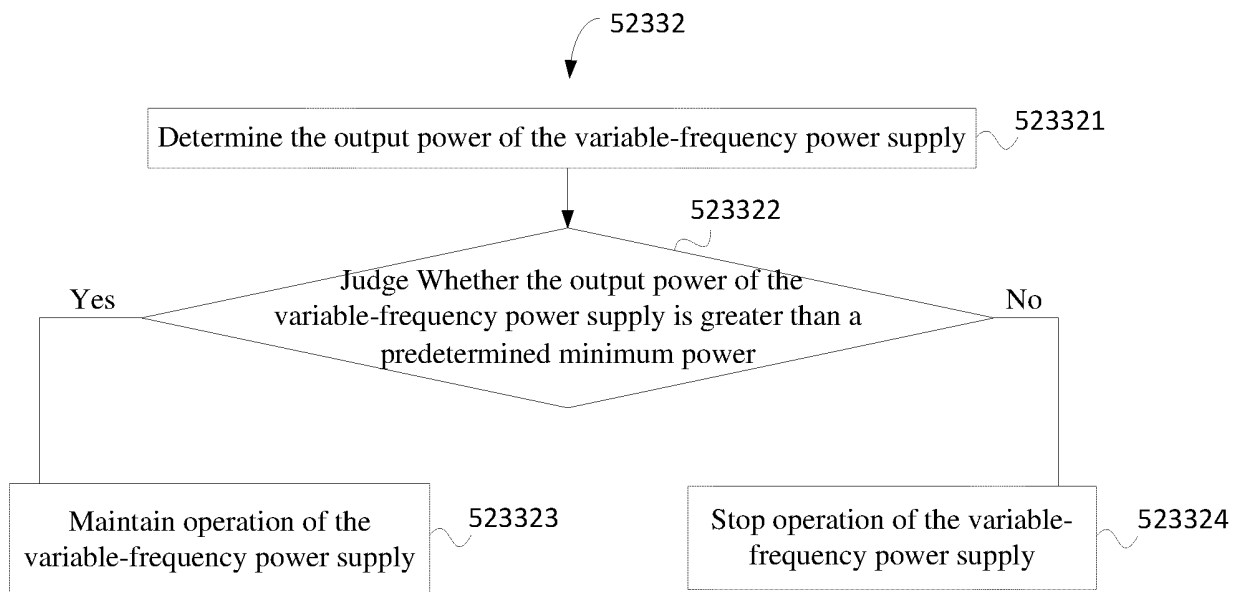 52332
Determine the output power of the variable-frequency power supply
523321
523322
Judge Whether the output power of the
variable-frequency power supply is greater than a
predetermined minimum power
Yes
No
Maintain operation of the
variable-frequency power supply
523323
Stop operation of the variable-
frequency power supply
523324